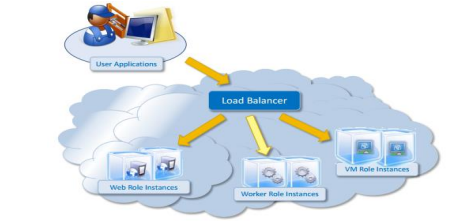 User Applications
Load Balancer
VM Role Instances
Web Role Instances
Worker Role Instances